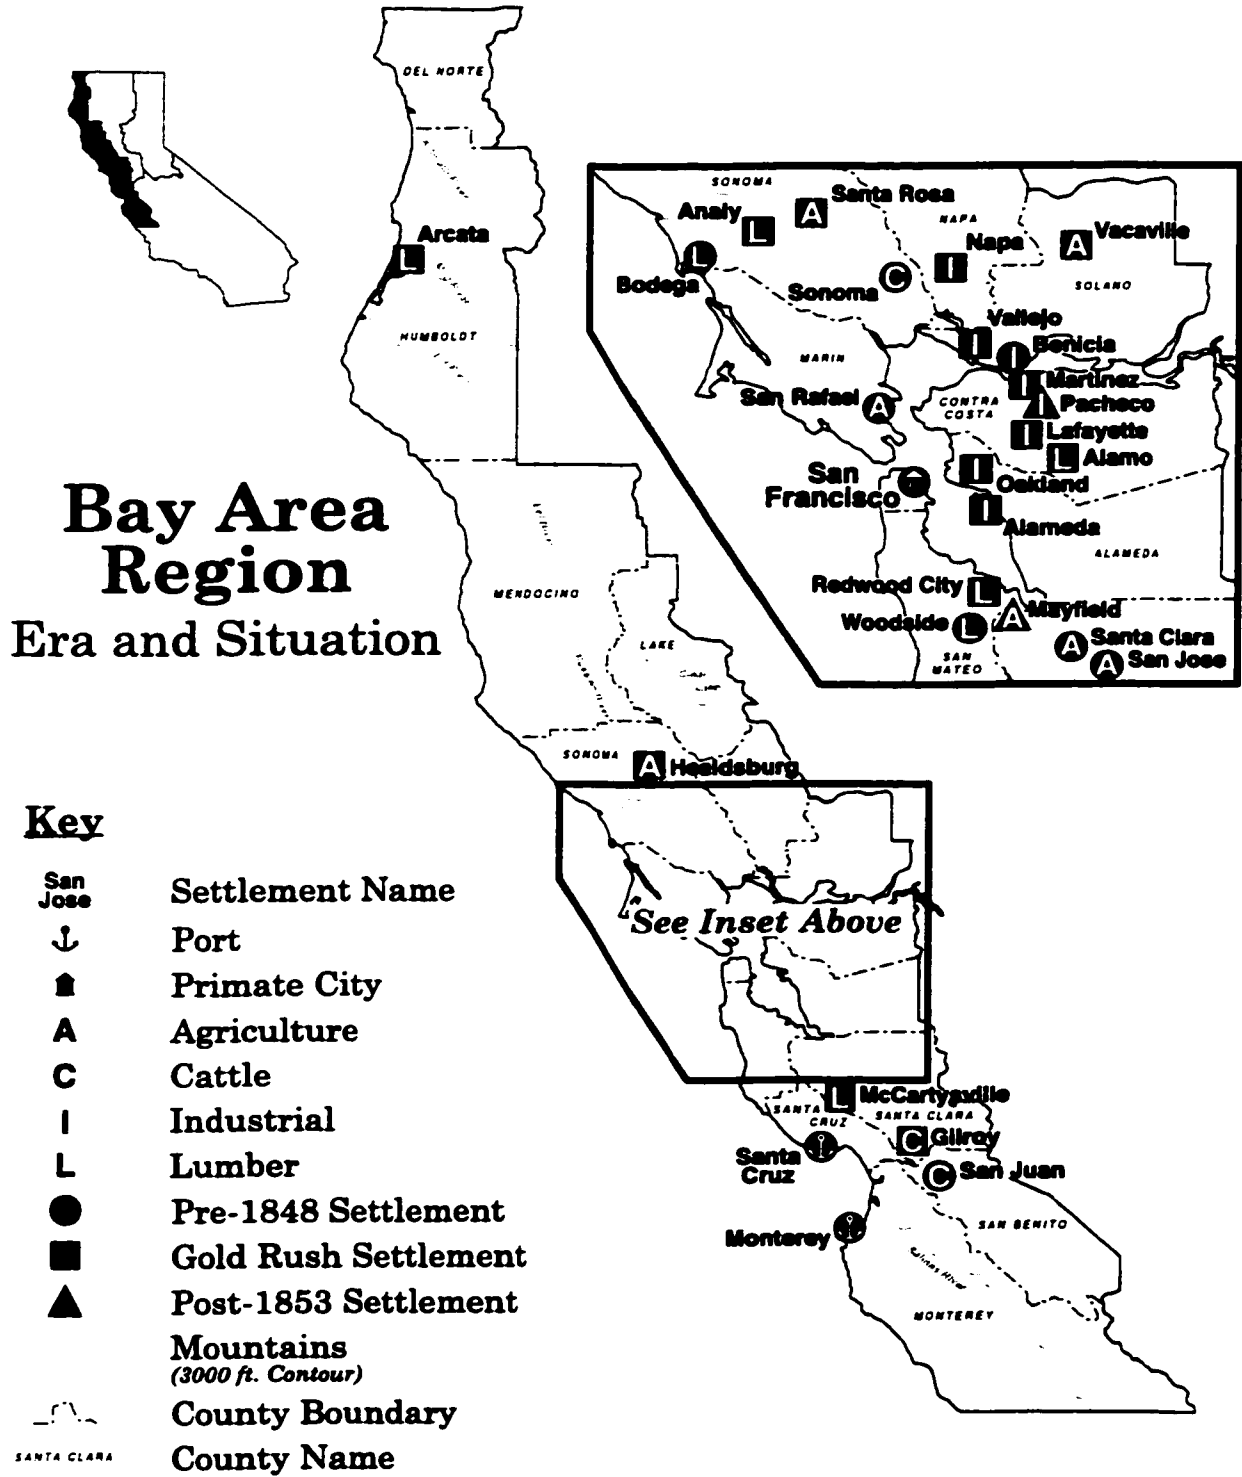 DEL NORTE
Arcata
HUMBOLDT
Bay Area
Region
Era and Situation
MENDOCINO
LAKE
SONOMA
Healdsburg
SONOMA
Santa Rosa
Analy
L
A
NAPA
Napa
Vacaville
A
L
Bodega
Sonoma
C
I
SOLANO
Vallejo
I
Benicia
I
MARIN
Martinez
I
San Rafael
A
CONTRA
COSTA
Pacheco
I
Lafayette
I
Alamo
L
San
Francisco
Oakland
I
Alameda
I
ALAMEDA
Redwood City
L
Mayfield
A
Woodside
L
SAN
MATEO
Santa Clara
A
San Jose
A
L
A
See Inset Above
McCartysville
L
SANTA
CRUZ
SANTA CLARA
Gilroy
C
Santa
Cruz
San Juan
C
Monterey
SAN BENITO
Salinas River
MONTEREY
Key
San
Jose
Settlement Name
Port
Primate City
A
Agriculture
C
Cattle
I
Industrial
L
Lumber
Pre-1848 Settlement
Gold Rush Settlement
Post-1853 Settlement
Mountains
(3000 ft. Contour)
County Boundary
SANTA CLARA
County Name